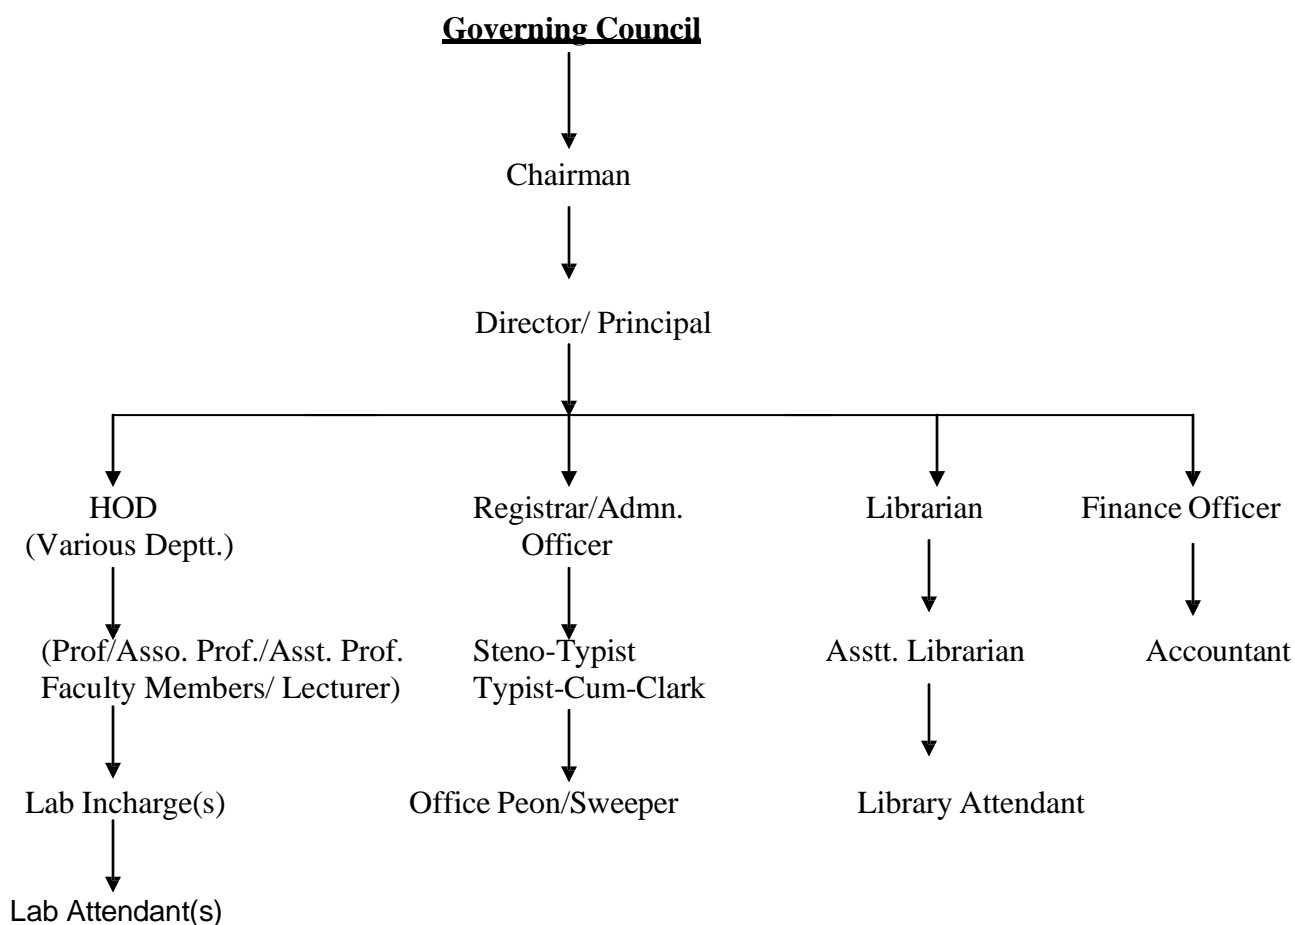 Governing Council
Chairman
Director/ Principal
HOD
(Various Deptt.)
Registrar/Admn.
Officer
Librarian
Finance Officer
(Prof/Asso. Prof./Asst. Prof.
Faculty Members/ Lecturer)
Steno-Typist
Typist-Cum-Clark
Asstt. Librarian
Accountant
Lab Incharge(s)
Office Peon/Sweeper
Library Attendant
Lab Attendant(s)